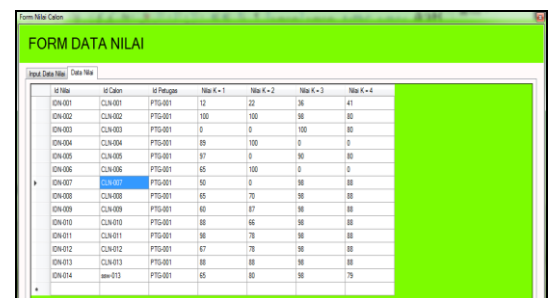 Form Nilai Calon
FORM DATA NILAI
Input Data Nilai Data Nilai
Id Nilai Id Calon Id Petugas Nilai K - 1 Nilai K - 2 Nilai K - 3 Nilai K - 4
IDN-001 CLN-001 PTG-001 12 22 36 41
IDN-002 CLN-002 PTG-001 100 100 98 80
IDN-003 CLN-003 PTG-001 0 0 100 80
IDN-004 CLN-004 PTG-001 89 100 0 0
IDN-005 CLN-005 PTG-001 97 0 90 80
IDN-006 CLN-006 PTG-001 65 100 0 0
IDN-007 CLN-007 PTG-001 50 0 98 88
IDN-008 CLN-008 PTG-001 65 70 98 88
IDN-009 CLN-009 PTG-001 60 87 98 88
IDN-010 CLN-010 PTG-001 88 66 98 88
IDN-011 CLN-011 PTG-001 98 78 98 88
IDN-012 CLN-012 PTG-001 67 78 98 88
IDN-013 CLN-013 PTG-001 88 88 98 88
IDN-014 PTG-001 65 80 98 79